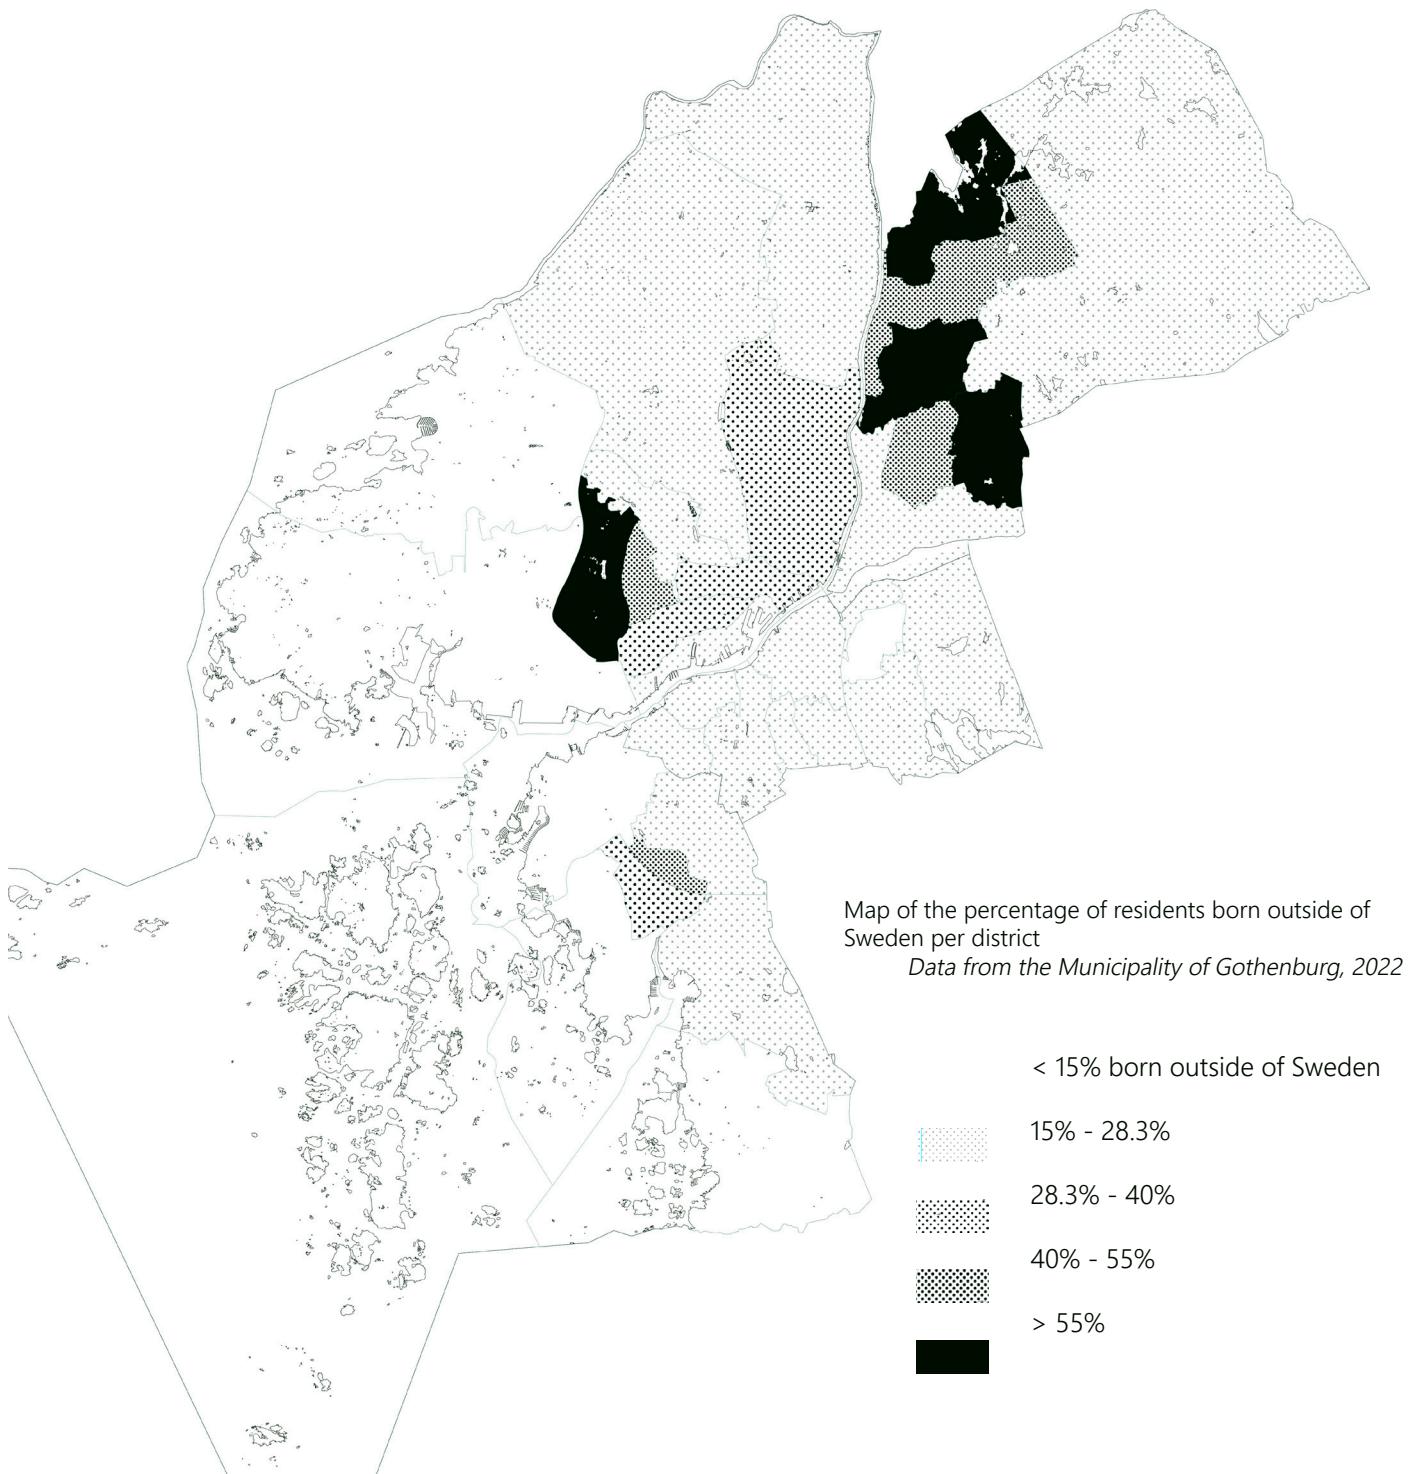 Map of the percentage of residents born outside of
Sweden per district
Data from the Municipality of Gothenburg, 2022
< 15% born outside of Sweden
15% - 28.3%
28.3% - 40%
40% - 55%
> 55%